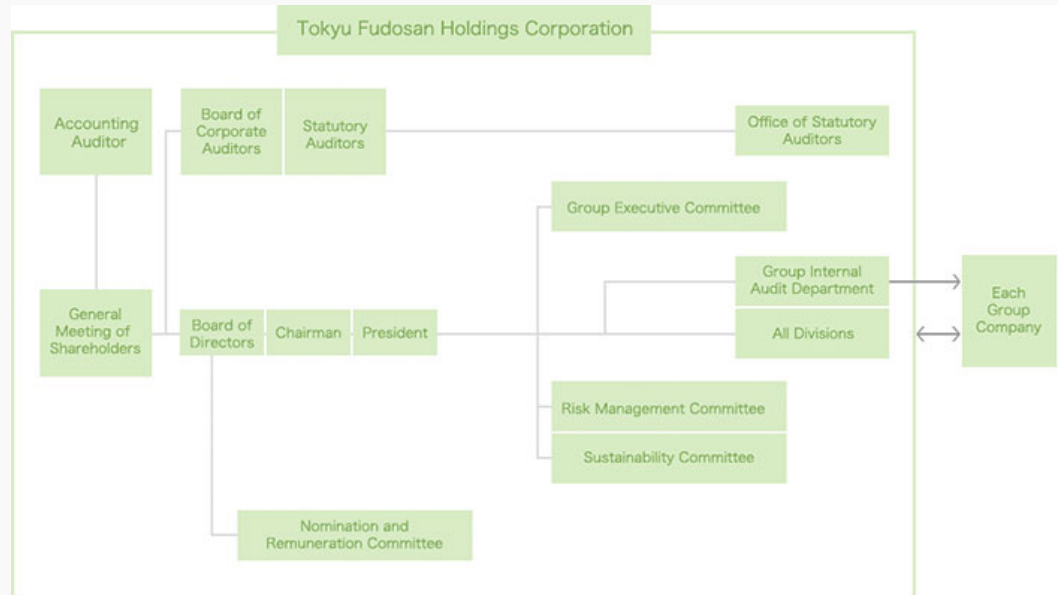 Tokyu Fudosan Holdings Corporation
Accounting
Auditor
Board of
Corporate
Auditors
Statutory
Auditors
Office of Statutory
Auditors
Group Executive Committee
Group Internal
Audit Department
Each
Group
Company
General
Meeting of
Shareholders
Board of
Directors
Chairman
President
All Divisions
Risk Management Committee
Sustainability Committee
Nomination and
Remuneration Committee